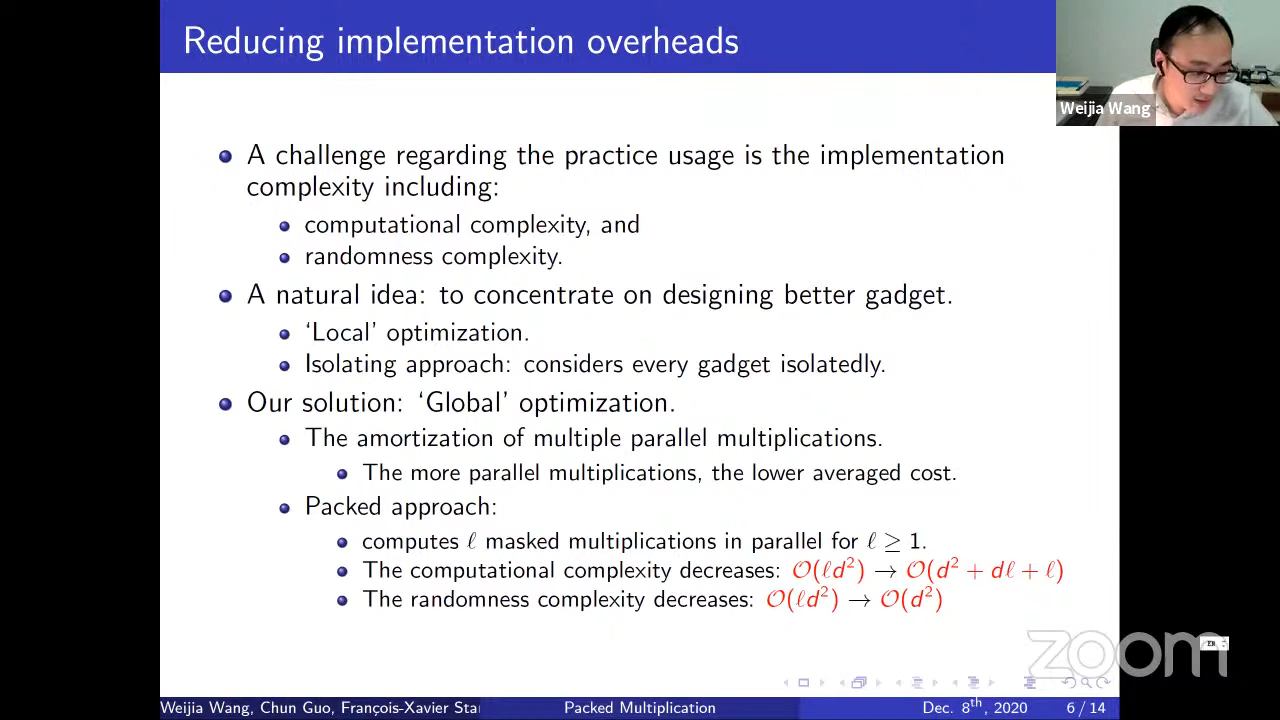 Reducing implementation overheads
Weijia Wang
A challenge regarding the practice usage is the implementation
complexity including:
computational complexity, and
randomness complexity.
A natural idea: to concentrate on designing better gadget.
‘Local’ optimization.
Isolating approach: considers every gadget isolatedly.
Our solution: ‘Global’ optimization.
The amortization of multiple parallel multiplications.
The more parallel multiplications, the lower averaged cost.
Packed approach:
computes ℓ masked multiplications in parallel for ℓ ≥ 1.
The computational complexity decreases: O(ℓd²) → O(d² + dℓ + ℓ)
The randomness complexity decreases: O(ℓd²) → O(d²)
zoom
Weijia Wang, Chun Guo, François-Xavier Sta
Packed Multiplication
Dec. 8th, 2020
6 / 14